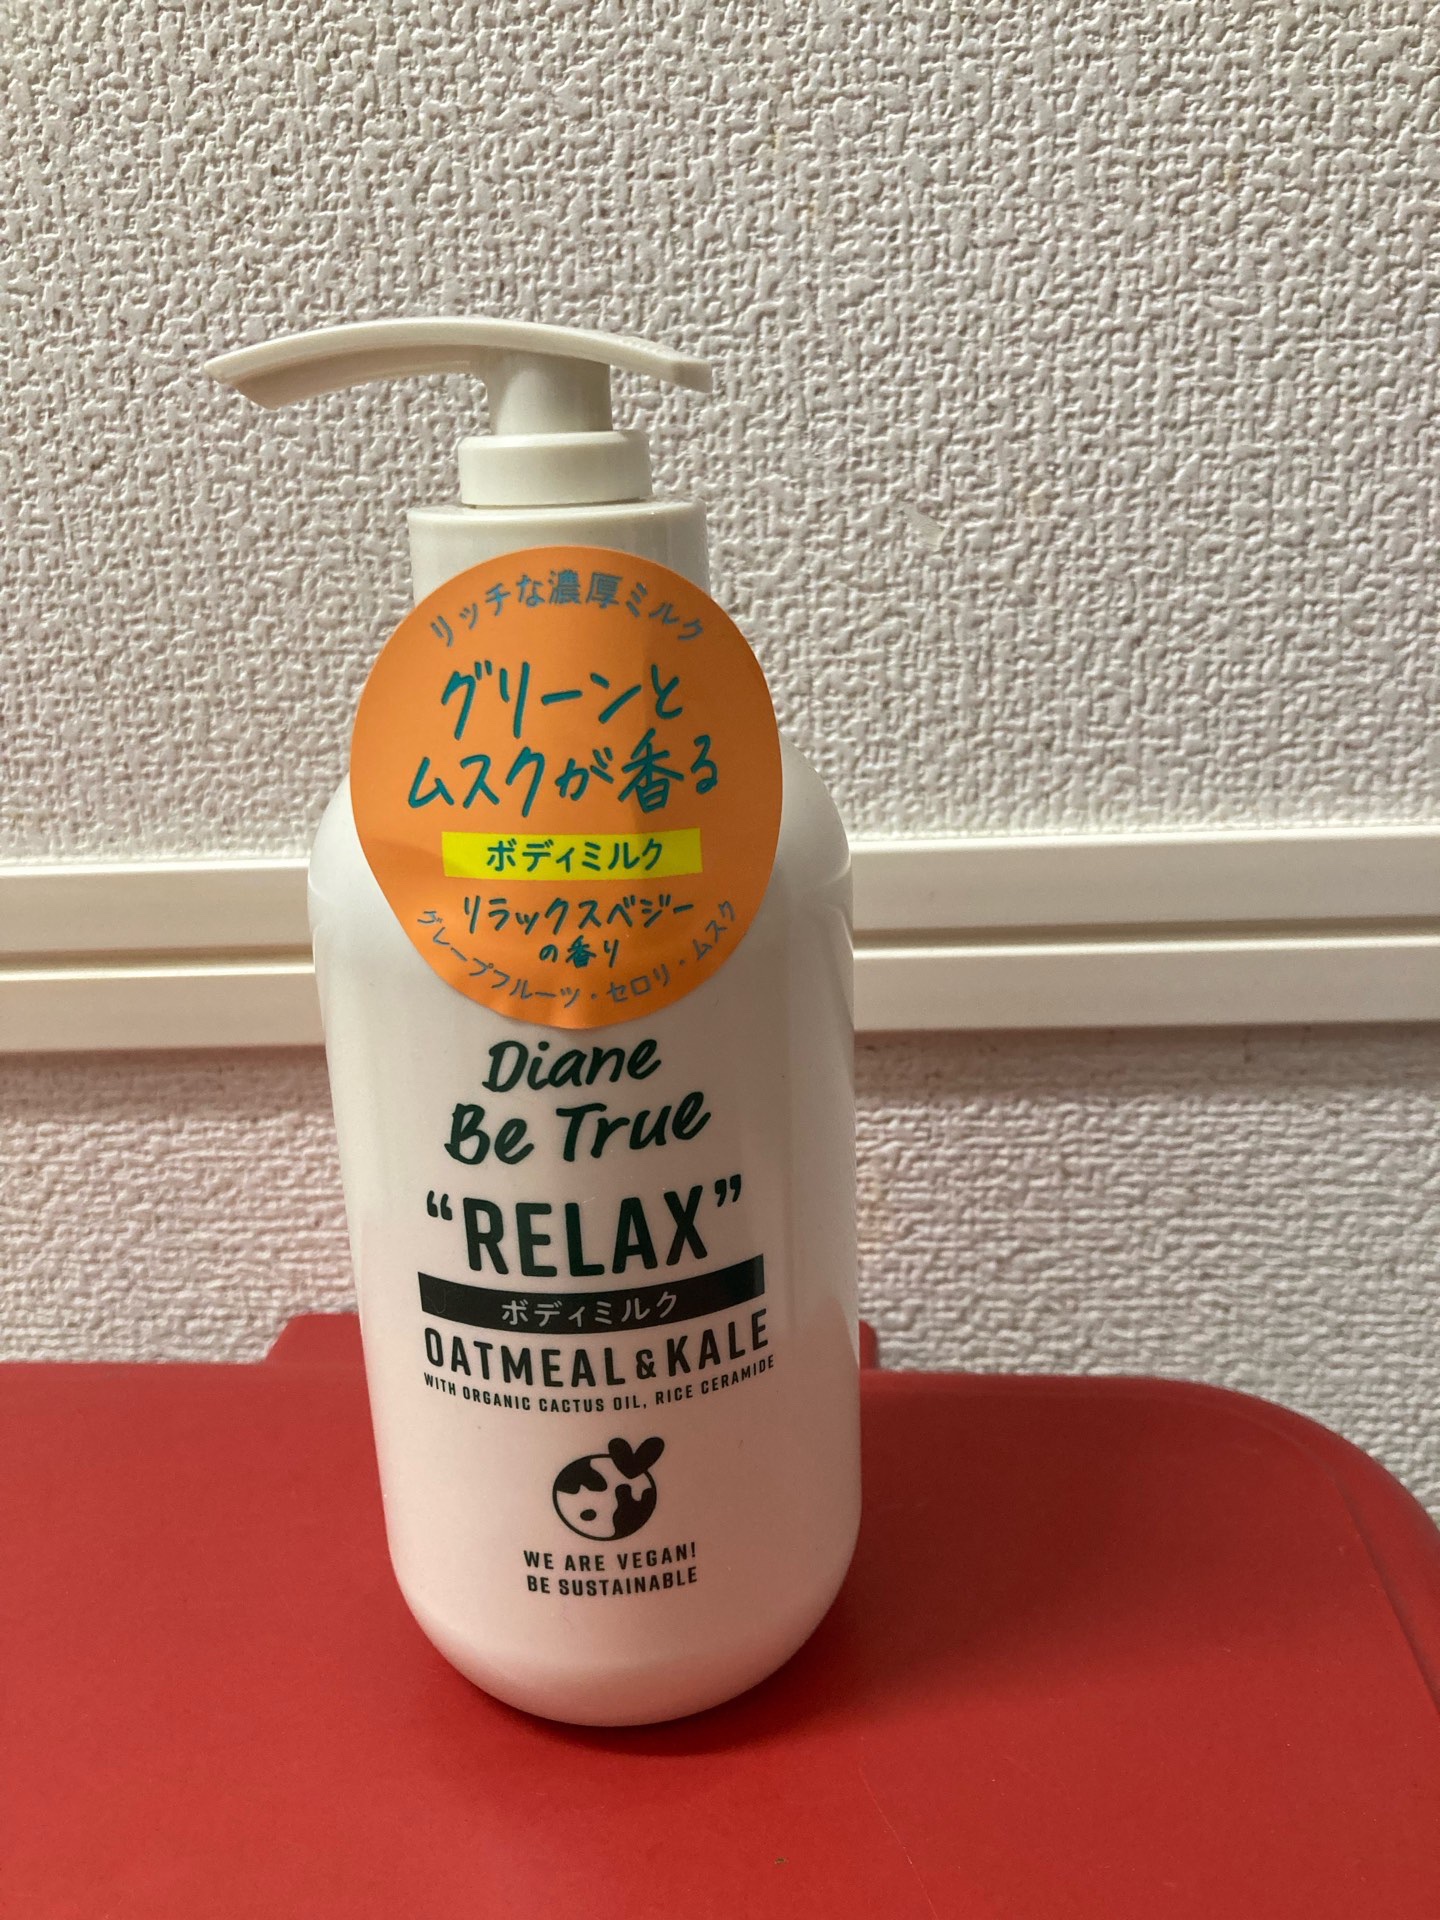 リッチな濃厚ミルク
グリーンと
ムスクが香る
ボディミルク
リラックスベジー
の香り
グレープフルーツ・セロリ・ムスク
Diane
Be True
“RELAX”
ボディミルク
OATMEAL & KALE
WITH ORGANIC CACTUS OIL, RICE CERAMIDE
WE ARE VEGAN!
BE SUSTAINABLE